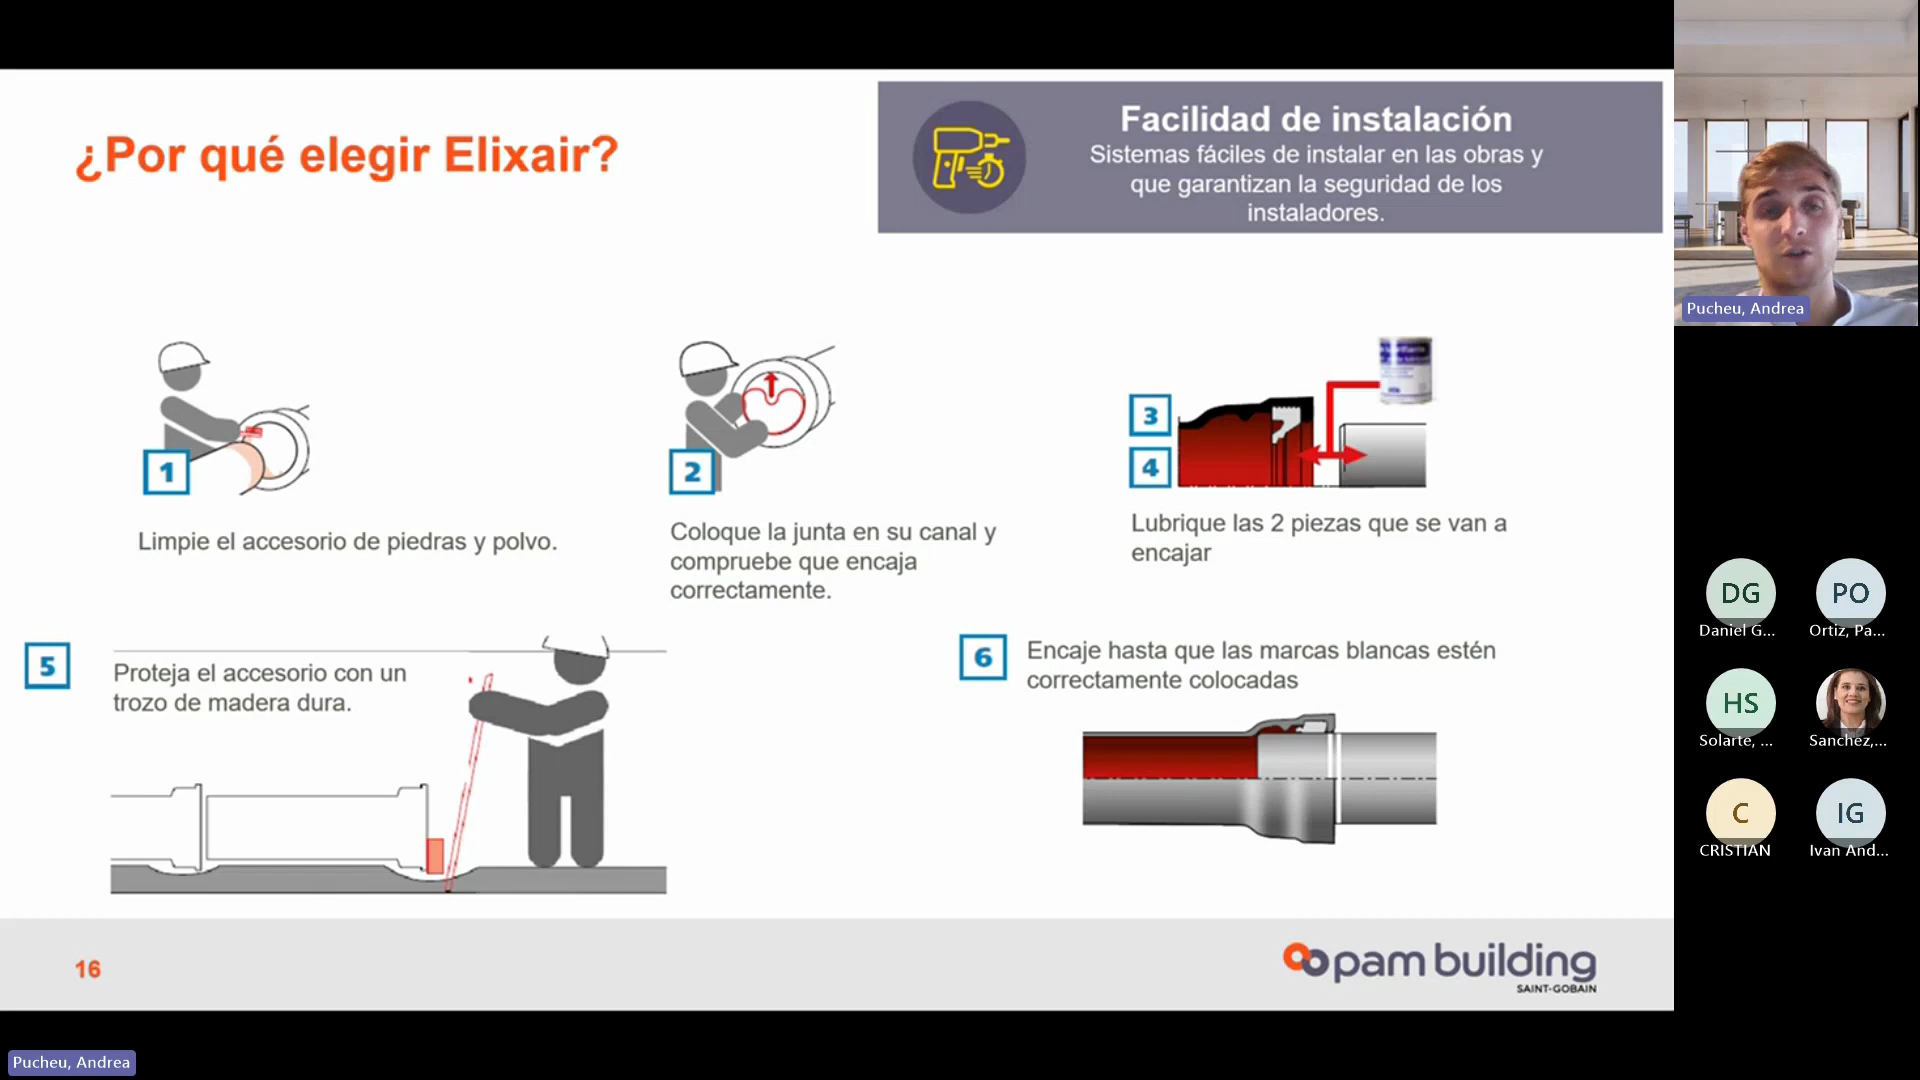 ¿Por qué elegir Elixair?
Facilidad de instalación
Sistemas fáciles de instalar en las obras y
que garantizan la seguridad de los
instaladores.
1
Limpie el accesorio de piedras y polvo.
2
Coloque la junta en su canal y
compruebe que encaja
correctamente.
3
4
Lubrique las 2 piezas que se van a
encajar
5
Proteja el accesorio con un
trozo de madera dura.
6
Encaje hasta que las marcas blancas estén
correctamente colocadas
16
pam building
SAINT-GOBAIN
Pucheu, Andrea
DG
Daniel G...
PO
Ortiz, Pa...
HS
Solarte, ...
Sanchez,...
C
CRISTIAN
IG
Ivan And...
Pucheu, Andrea